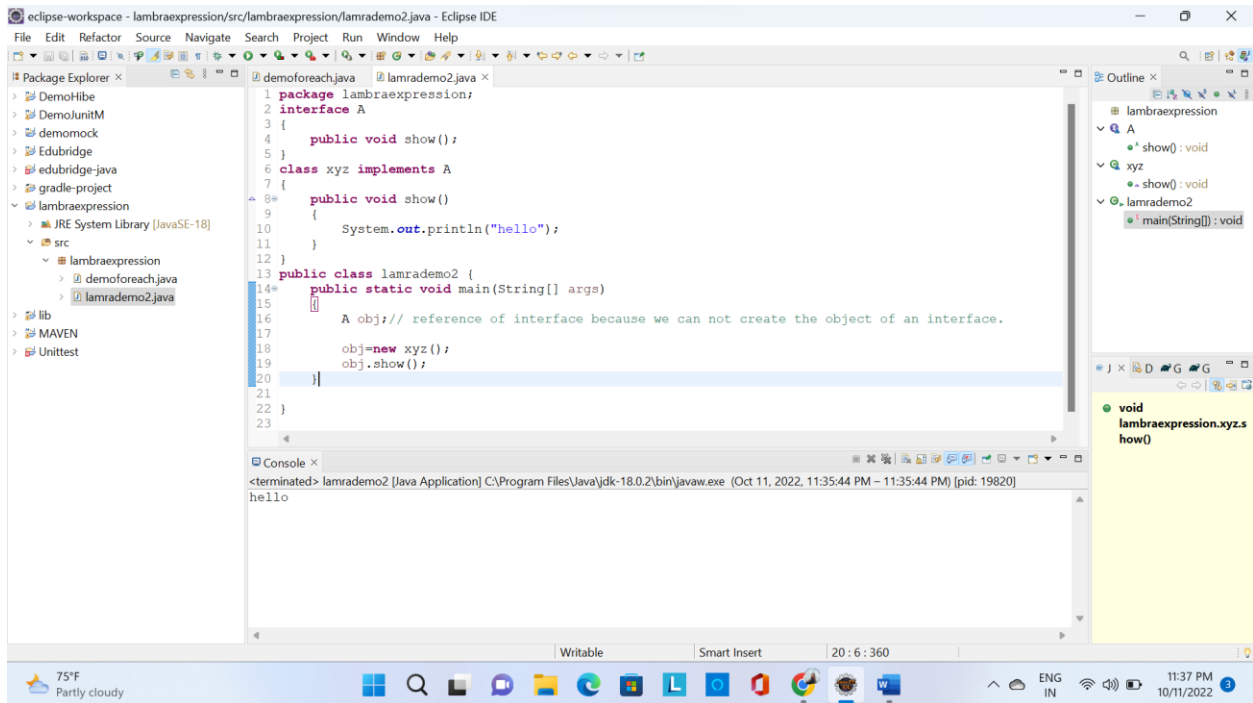 eclipse-workspace - lambraexpression/src/lambraexpression/lamrademo2.java - Eclipse IDE
File Edit Refactor Source Navigate Search Project Run Window Help
Package Explorer
DemoHibe
DemoJunitM
demomock
Edubridge
edubridge-java
gradle-project
lambraexpression
JRE System Library [JavaSE-18]
src
lambraexpression
demoforeach.java
lamrademo2.java
lib
MAVEN
Unittest
demoforeach.java lamrademo2.java
1 package lambraexpression;
2 interface A
3 {
4 public void show();
5 }
6 class xyz implements A
7 {
8 public void show()
9 {
10 System.out.println("hello");
11 }
12 }
13 public class lamrademo2 {
14 public static void main(String[] args)
15 {
16 A obj;// reference of interface because we can not create the object of an interface.
17
18 obj=new xyz();
19 obj.show();
20 }
21
22 }
23
Console
<terminated> lamrademo2 [Java Application] C:\Program Files\Java\jdk-18.0.2\bin\javaw.exe (Oct 11, 2022, 11:35:44 PM – 11:35:44 PM) [pid: 19820]
hello
Outline
lambraexpression
A
show() : void
xyz
show() : void
lamrademo2
main(String[]) : void
J D G G
void
lambraexpression.xyz.s
how()
Writable Smart Insert 20 : 6 : 360
75°F
Partly cloudy
ENG
IN
11:37 PM
10/11/2022
3